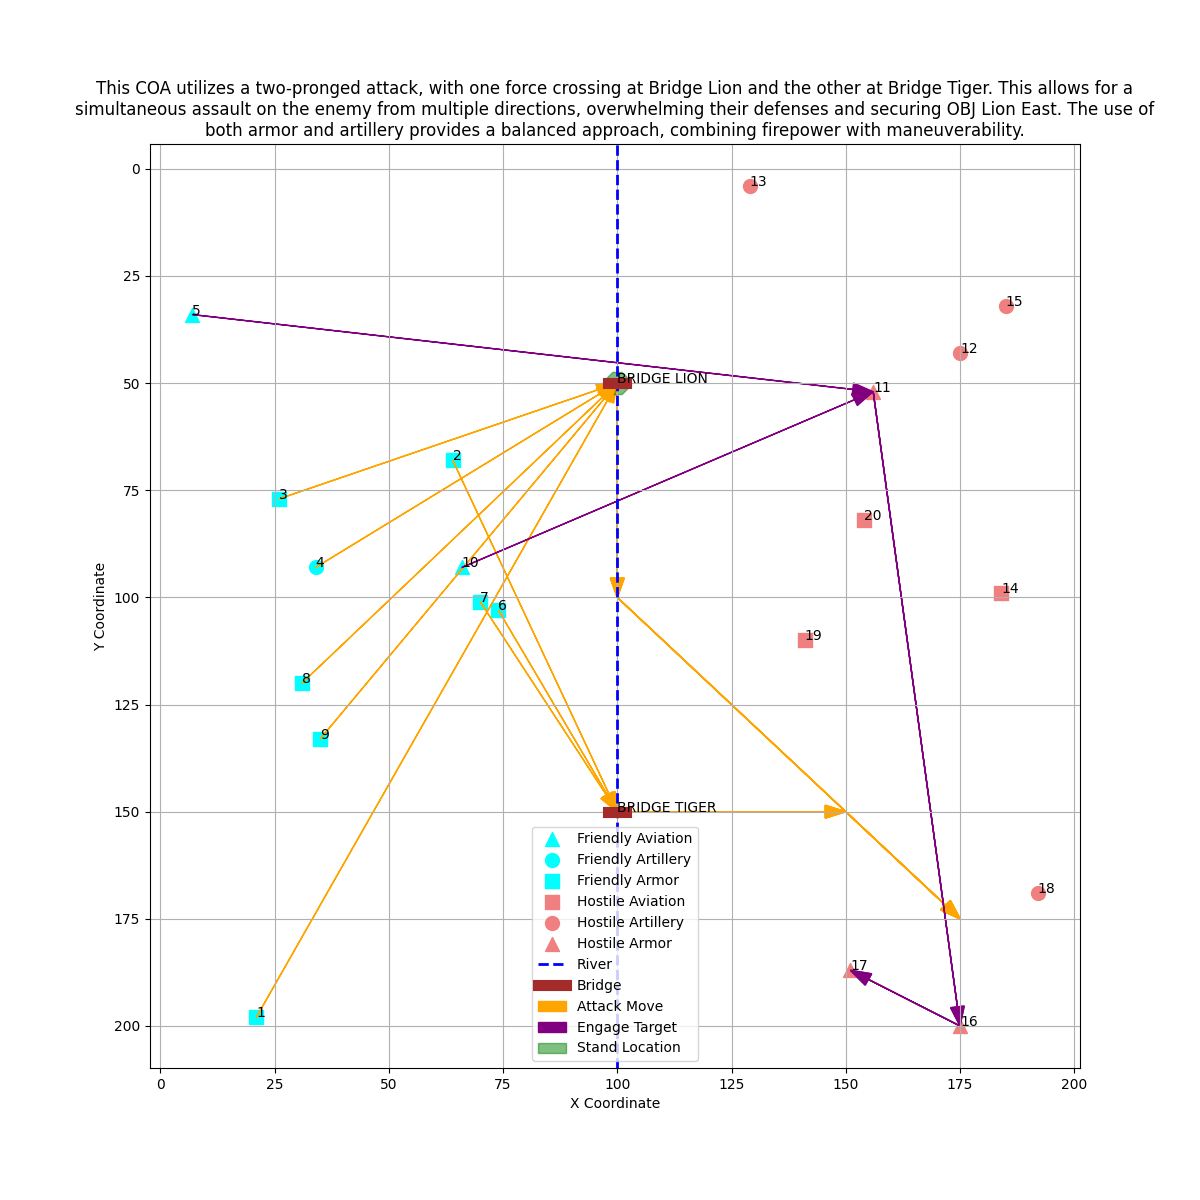 This COA utilizes a two-pronged attack, with one force crossing at Bridge Lion and the other at Bridge Tiger. This allows for a
simultaneous assault on the enemy from multiple directions, overwhelming their defenses and securing OBJ Lion East. The use of
both armor and artillery provides a balanced approach, combining firepower with maneuverability.
0
13
25
15
5
12
50
BRIDGE LION
11
2
75
3
20
4
10
14
7
6
100
Y Coordinate
19
8
125
9
150
BRIDGE TIGER
Friendly Aviation
Friendly Artillery
Friendly Armor
18
Hostile Aviation
175
Hostile Artillery
Hostile Armor
17
River
Bridge
Attack Move
1
16
200
Engage Target
Stand Location
0 25 50 75 100 125 150 175 200
X Coordinate